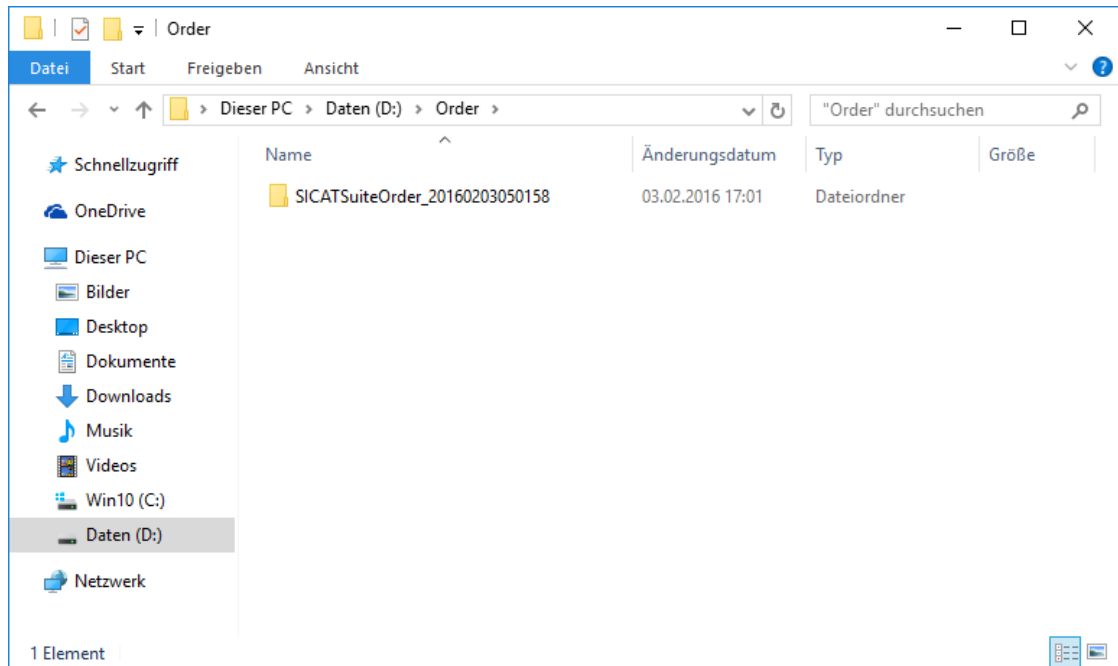 Order
Datei Start Freigeben Ansicht
Dieser PC > Daten (D:) > Order > "Order" durchsuchen
Name Änderungsdatum Typ Größe
SICATSuiteOrder_20160203050158 03.02.2016 17:01 Dateiordner
Schnellzugriff
OneDrive
Dieser PC
Bilder
Desktop
Dokumente
Downloads
Musik
Videos
Win10 (C:)
Daten (D:)
Netzwerk
1 Element